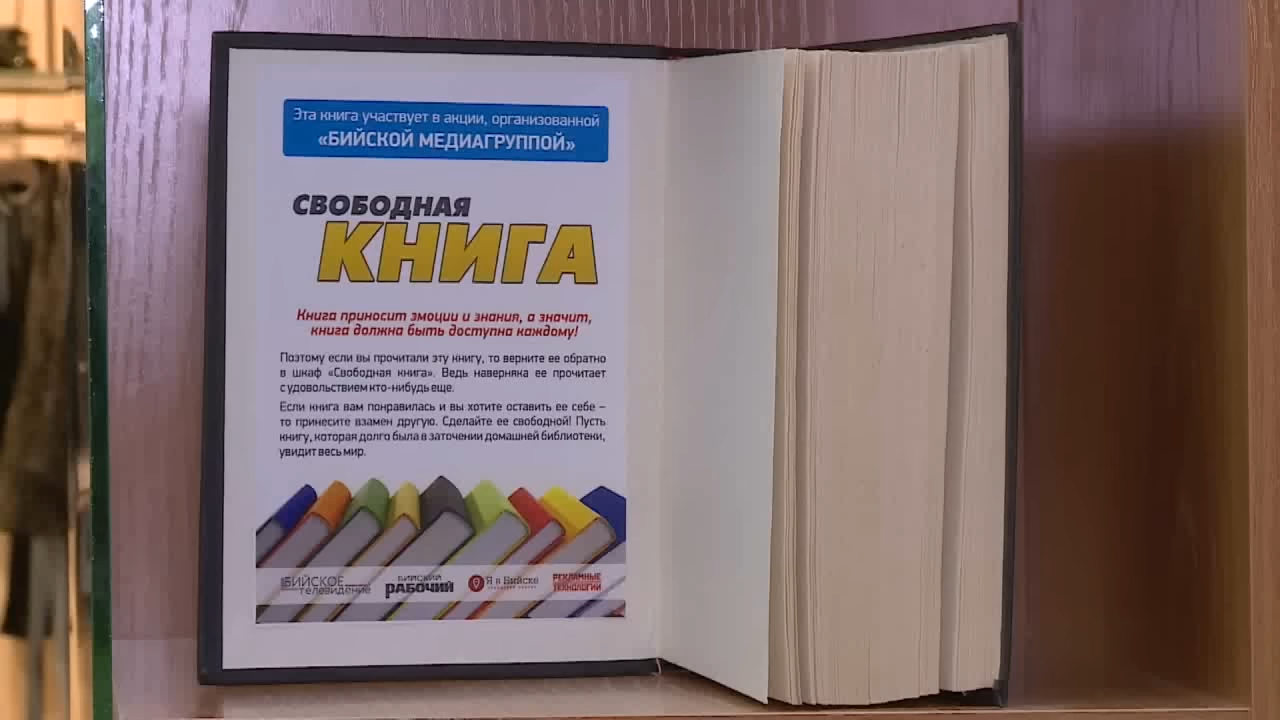 Эта книга участвует в акции, организованной
«БИЙСКОЙ МЕДИАГРУППОЙ»
СВОБОДНАЯ
КНИГА
Книга приносит эмоции и знания, а значит,
книга должна быть доступна каждому!
Поэтому если вы прочитали эту книгу, то верните ее обратно
в шкаф «Свободная книга». Ведь наверняка ее прочитает
с удовольствием кто-нибудь еще.
Если книга вам понравилась и вы хотите оставить ее себе –
то принесите взамен другую. Сделайте ее свободной! Пусть
книгу, которая долго была в заточении домашней библиотеки,
увидит весь мир.
БИЙСКОЕ
ТЕЛЕВИДЕНИЕ
БИЙСКИЙ
РАБОЧИЙ
Я в Бийске
РЕКЛАМНЫЕ
ТЕХНОЛОГИИ